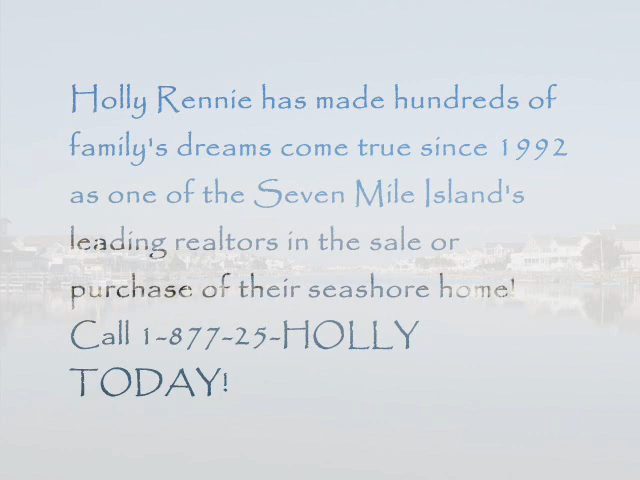 Holly Rennie has made hundreds of
family's dreams come true since 1992
as one of the Seven Mile Island's
leading realtors in the sale or
purchase of their seashore home!
Call 1-877-25-HOLLY
TODAY!